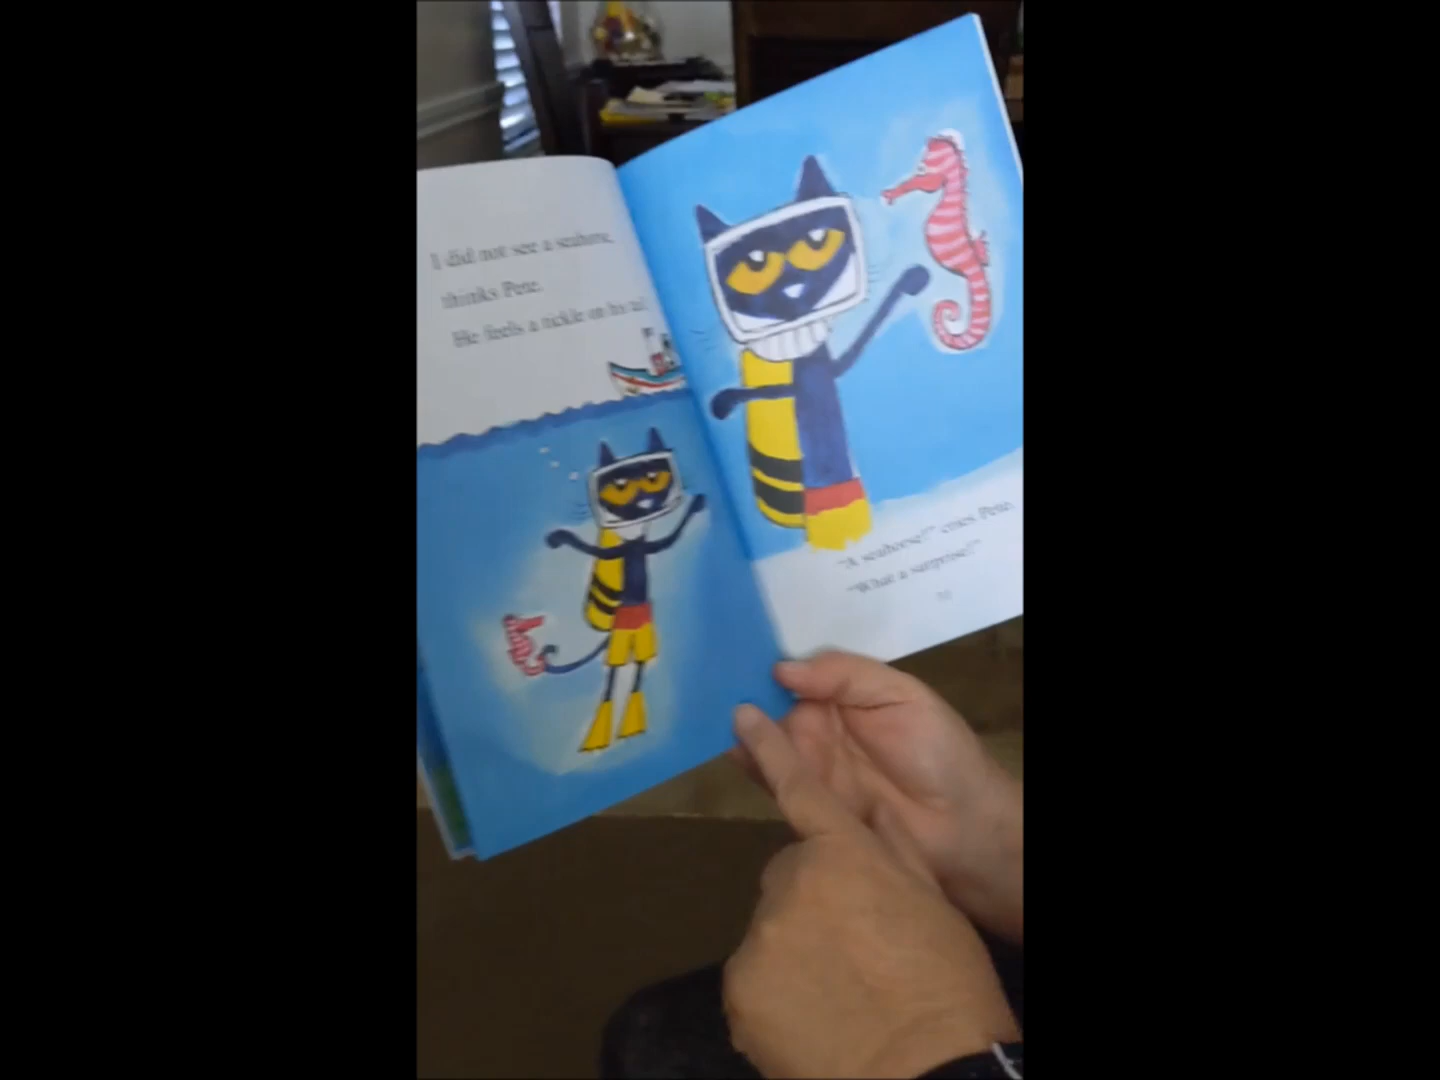 I did not see a seahorse,
thinks Pete.
He feels a tickle on his tail.
"A seahorse!" cries Pete.
"What a surprise!"